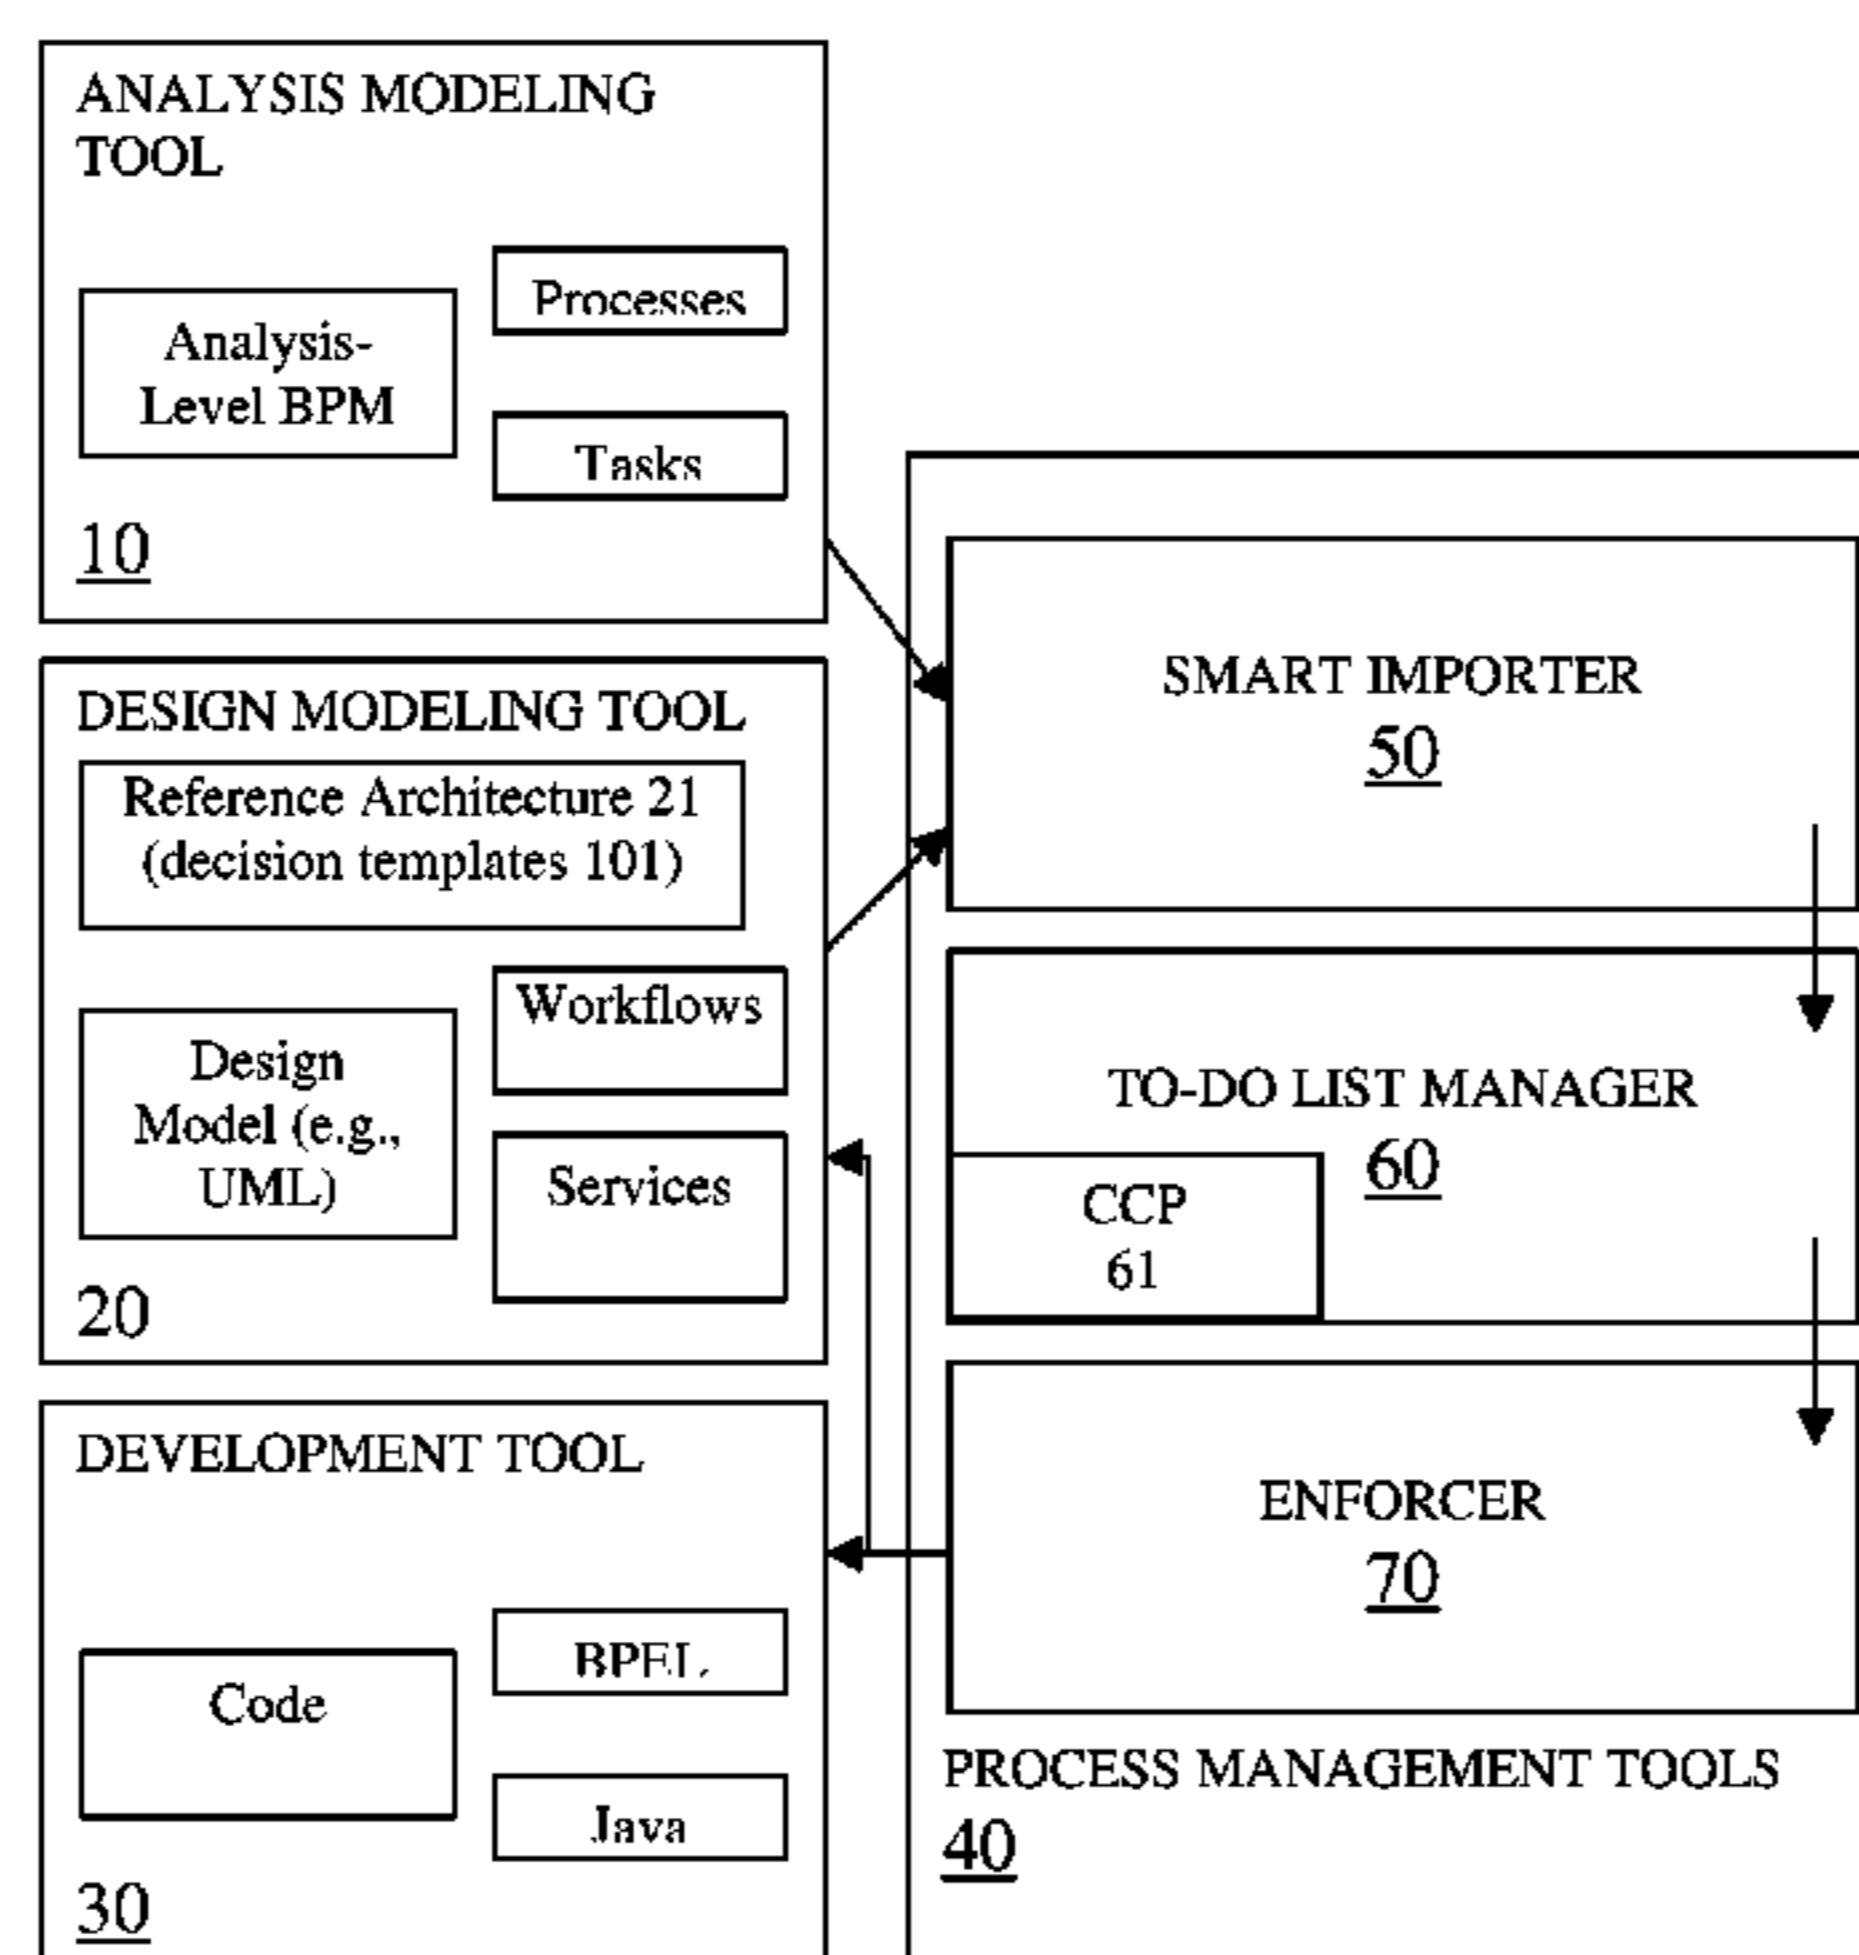 ANALYSIS MODELING
TOOL
Processes
Analysis-
Level BPM
Tasks
10
DESIGN MODELING TOOL
Reference Architecture 21
(decision templates 101)
Workflows
Design
Model (e.g.,
UML)
Services
20
DEVELOPMENT TOOL
BPEL
Code
Java
30
SMART IMPORTER
50
TO-DO LIST MANAGER
60
CCP
61
ENFORCER
70
PROCESS MANAGEMENT TOOLS
40